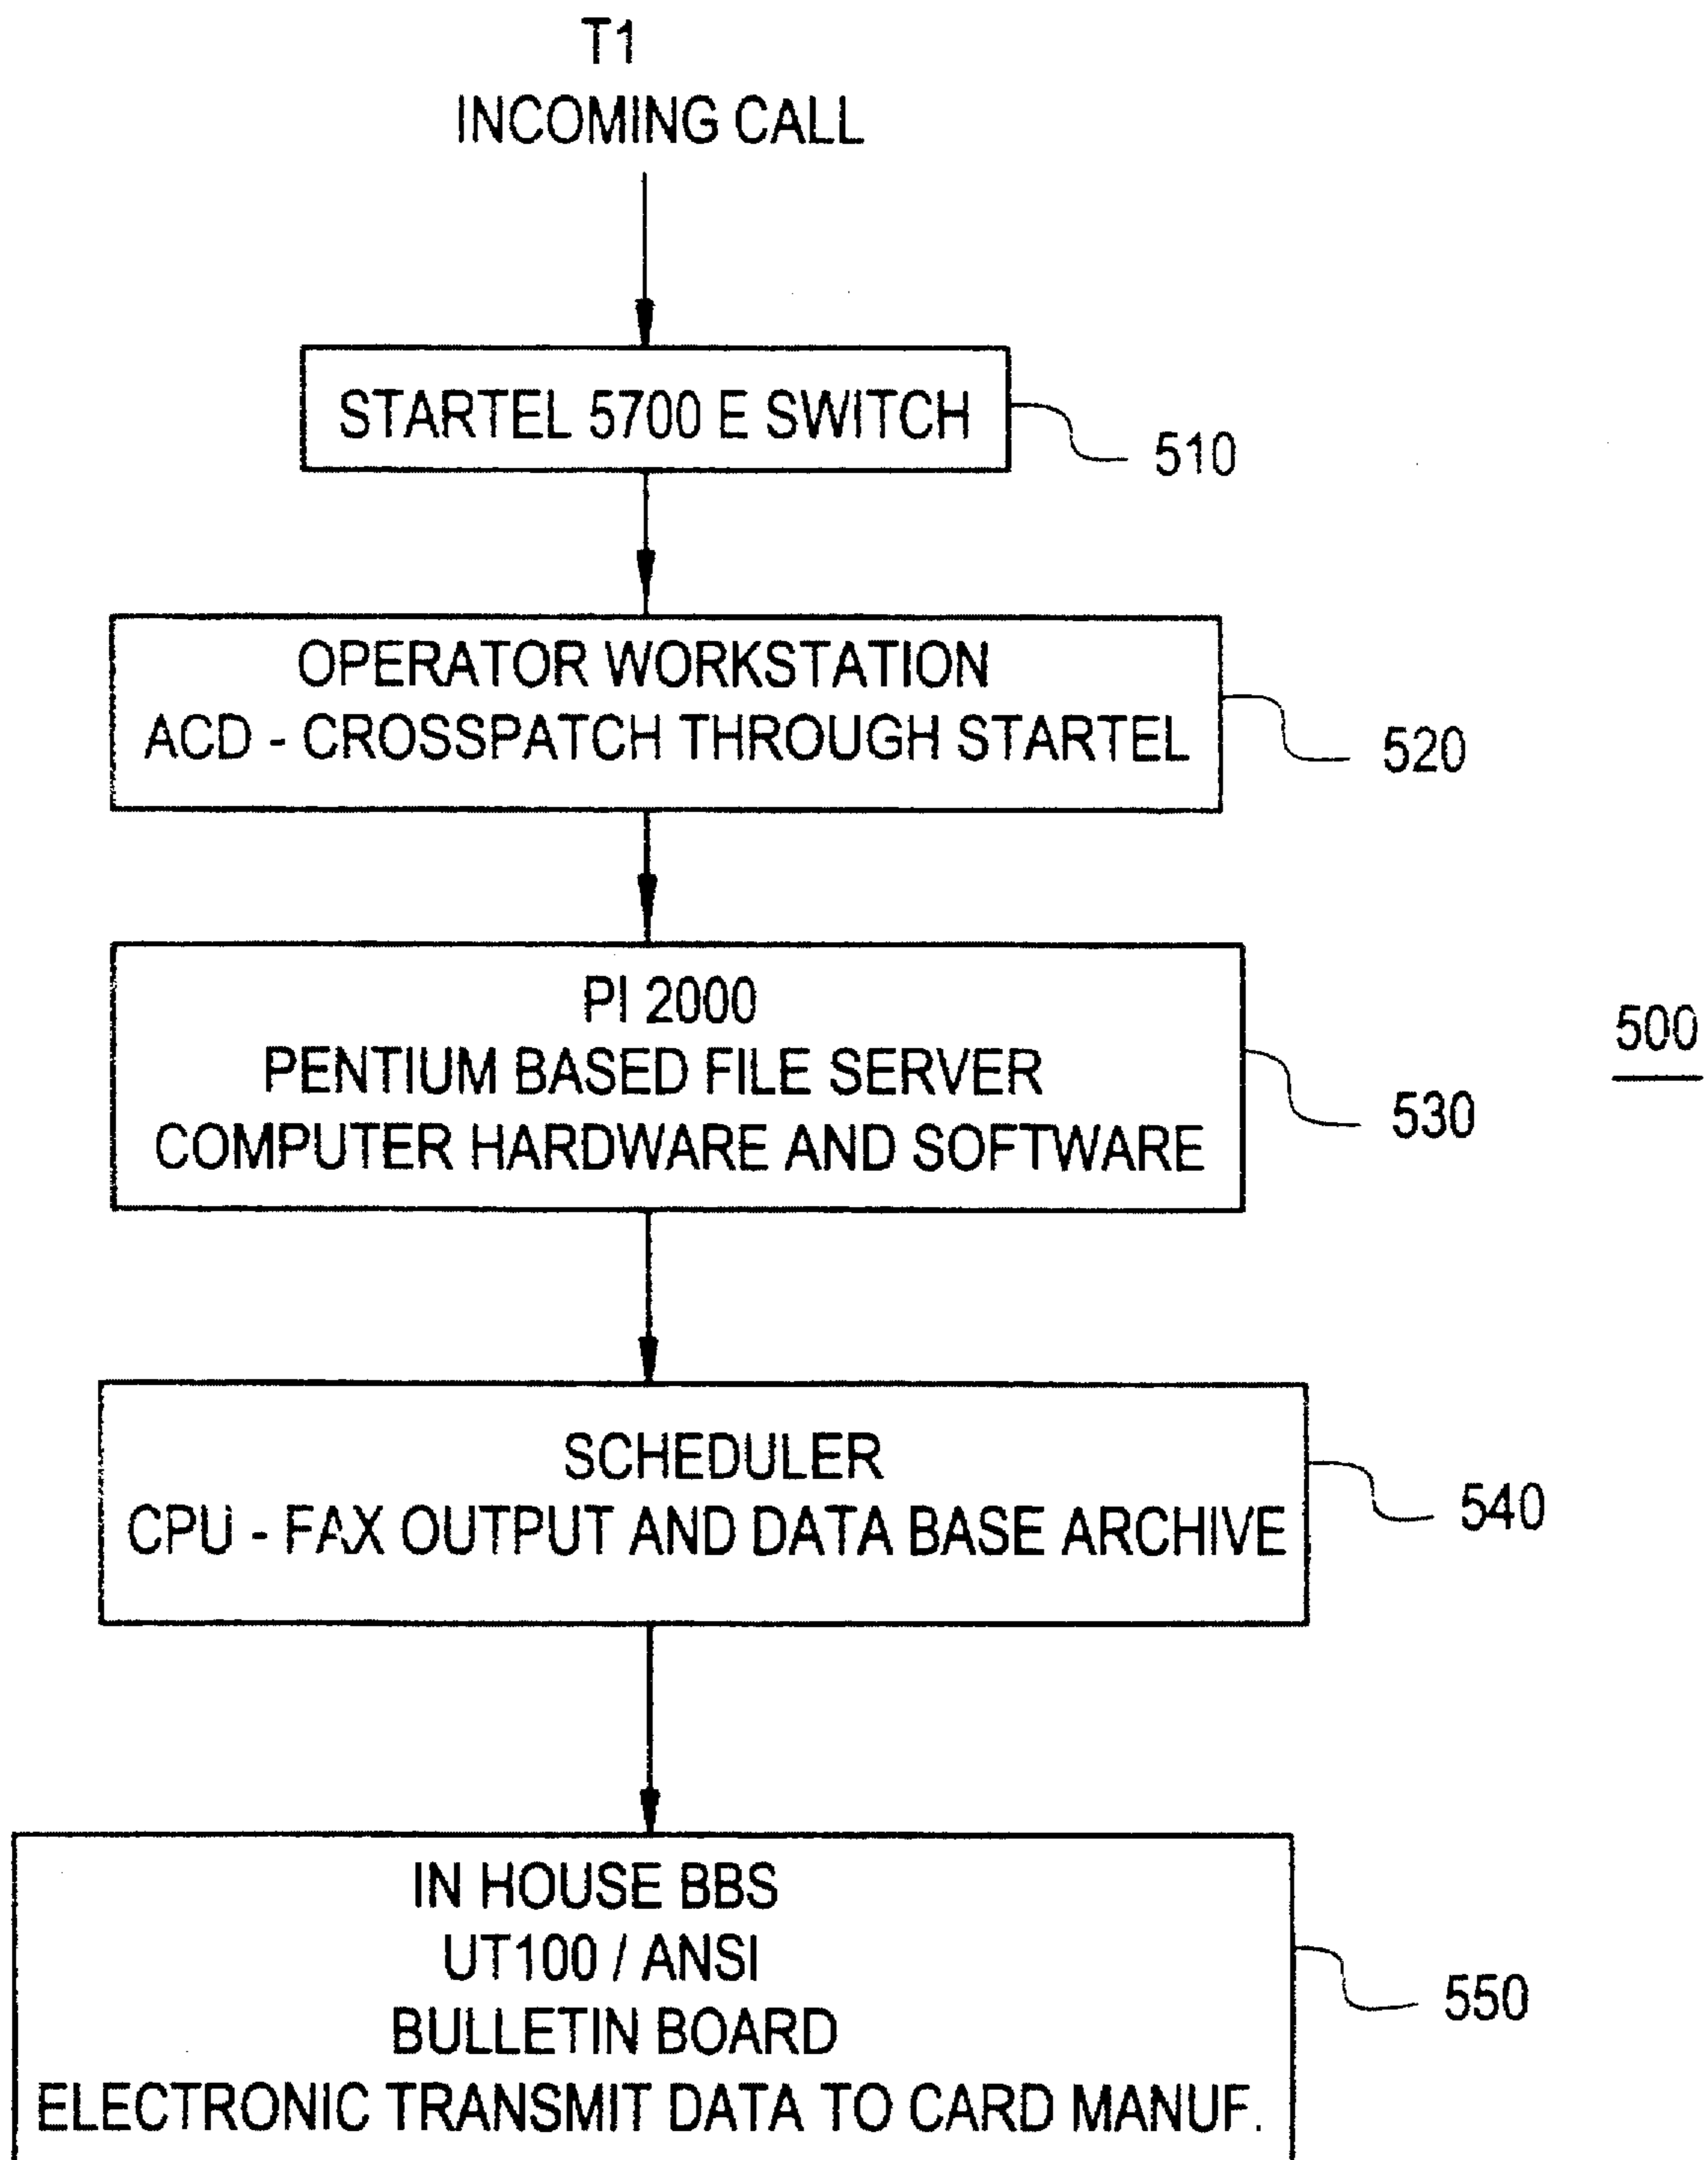 T1
INCOMING CALL
STARTEL 5700 E SWITCH
510
OPERATOR WORKSTATION
ACD - CROSSPATCH THROUGH STARTEL
520
PI 2000
PENTIUM BASED FILE SERVER
COMPUTER HARDWARE AND SOFTWARE
530
500
SCHEDULER
CPU - FAX OUTPUT AND DATA BASE ARCHIVE
540
IN HOUSE BBS
UT100 / ANSI
BULLETIN BOARD
ELECTRONIC TRANSMIT DATA TO CARD MANUF.
550